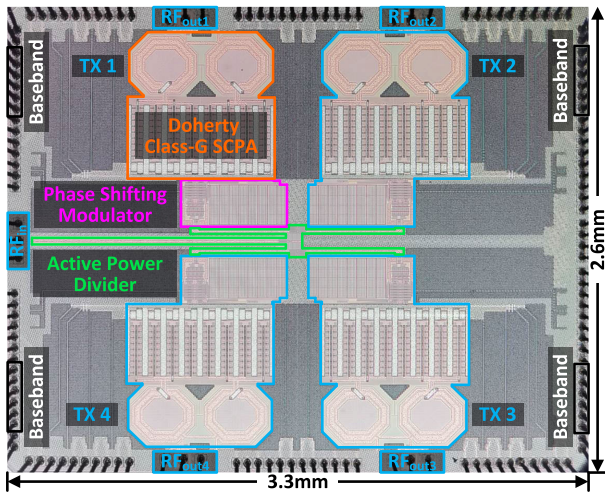 RFout1
RFout2
TX 1
TX 2
Baseband
Baseband
Doherty
Class-G SCPA
Phase Shifting
Modulator
RFin
Active Power
Divider
2.6mm
Baseband
Baseband
TX 4
TX 3
RFout4
RFout3
3.3mm